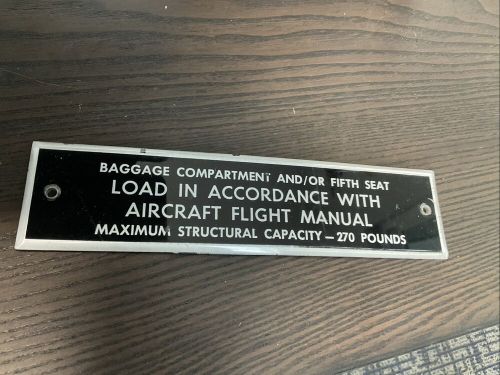 BAGGAGE COMPARTMENT AND/OR FIFTH SEAT
LOAD IN ACCORDANCE WITH
AIRCRAFT FLIGHT MANUAL
MAXIMUM STRUCTURAL CAPACITY — 270 POUNDS